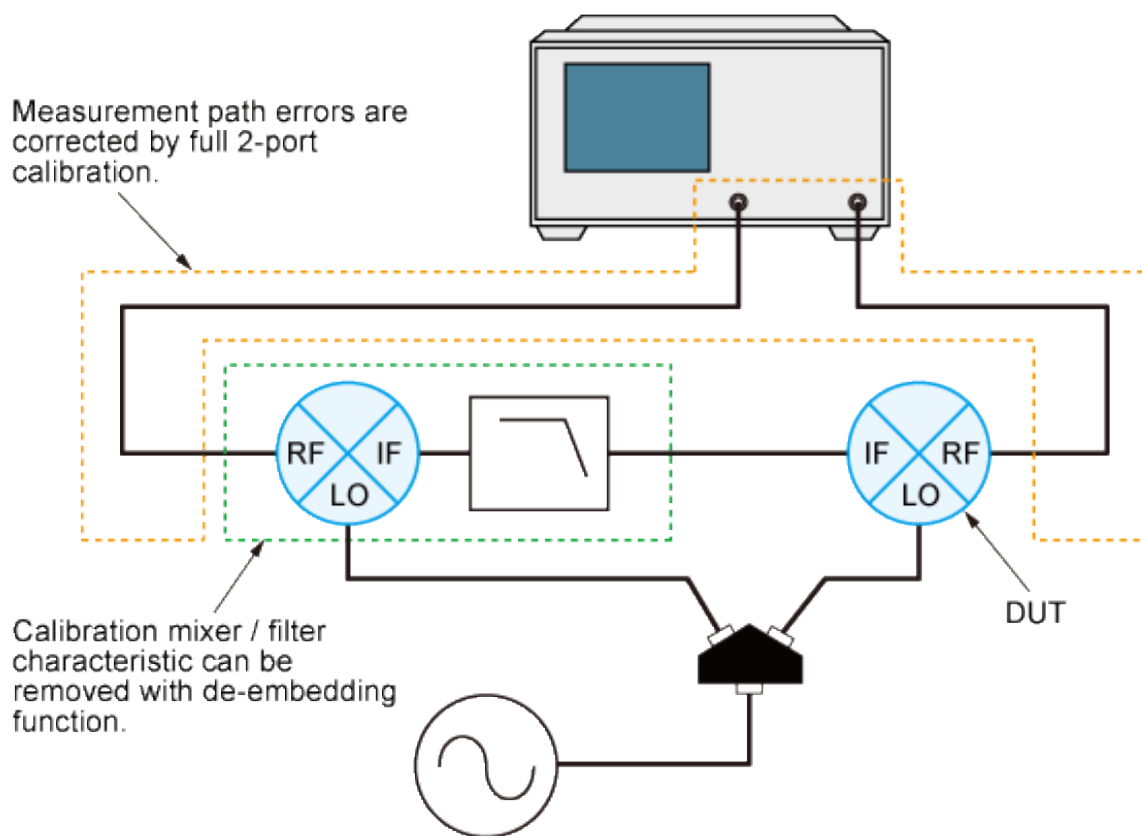 Measurement path errors are
corrected by full 2-port
calibration.
RF
IF
LO
IF
RF
LO
DUT
Calibration mixer / filter
characteristic can be
removed with de-embedding
function.